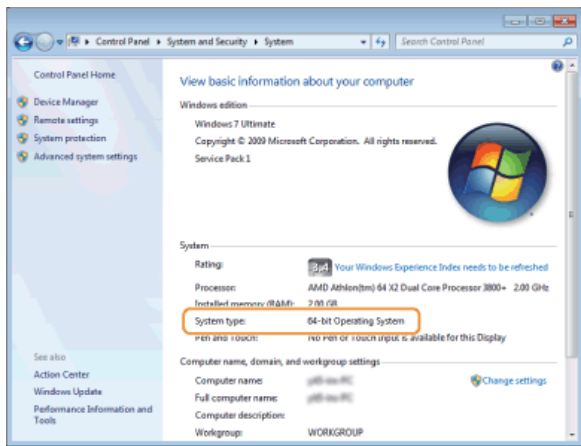 Control Panel ▸ System and Security ▸ System
Search Control Panel
Control Panel Home
Device Manager
Remote settings
System protection
Advanced system settings
See also
Action Center
Windows Update
Performance Information and
Tools
View basic information about your computer
Windows edition
Windows 7 Ultimate
Copyright © 2009 Microsoft Corporation. All rights reserved.
Service Pack 1
System
Rating: 3,4 Your Windows Experience Index needs to be refreshed
Processor: AMD Athlon(tm) 64 X2 Dual Core Processor 3800+ 2.00 GHz
Installed memory (RAM): 2.00 GB
System type: 64-bit Operating System
Pen and Touch: No Pen or Touch Input is available for this Display
Computer name, domain, and workgroup settings
Computer name:
Change settings
Full computer name:
Computer description:
Workgroup: WORKGROUP